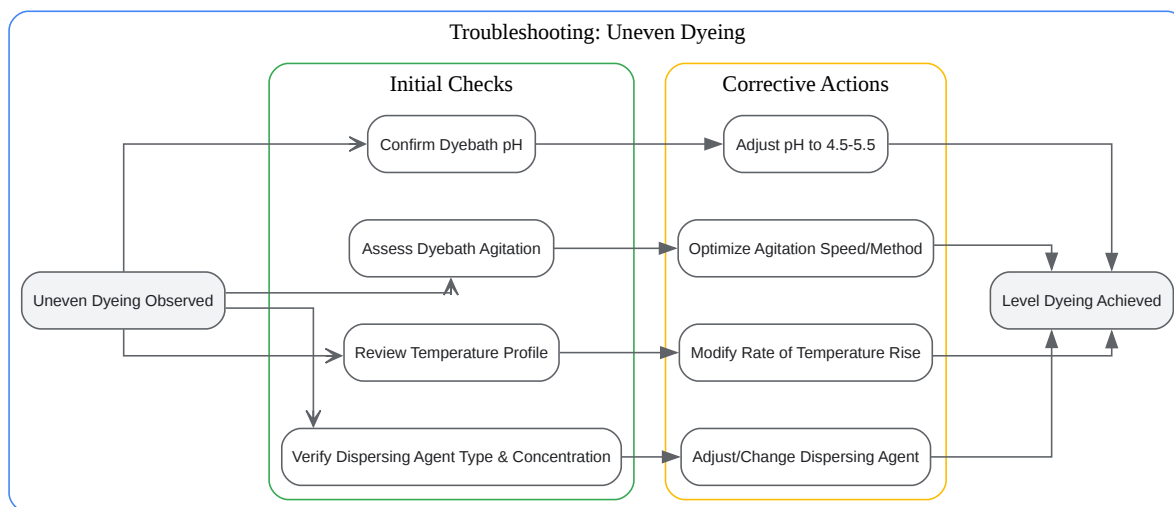 Troubleshooting: Uneven Dyeing
Initial Checks
Corrective Actions
Confirm Dyebath pH
Adjust pH to 4.5-5.5
Assess Dyebath Agitation
Optimize Agitation Speed/Method
Uneven Dyeing Observed
Level Dyeing Achieved
Review Temperature Profile
Modify Rate of Temperature Rise
Verify Dispersing Agent Type & Concentration
Adjust/Change Dispersing Agent